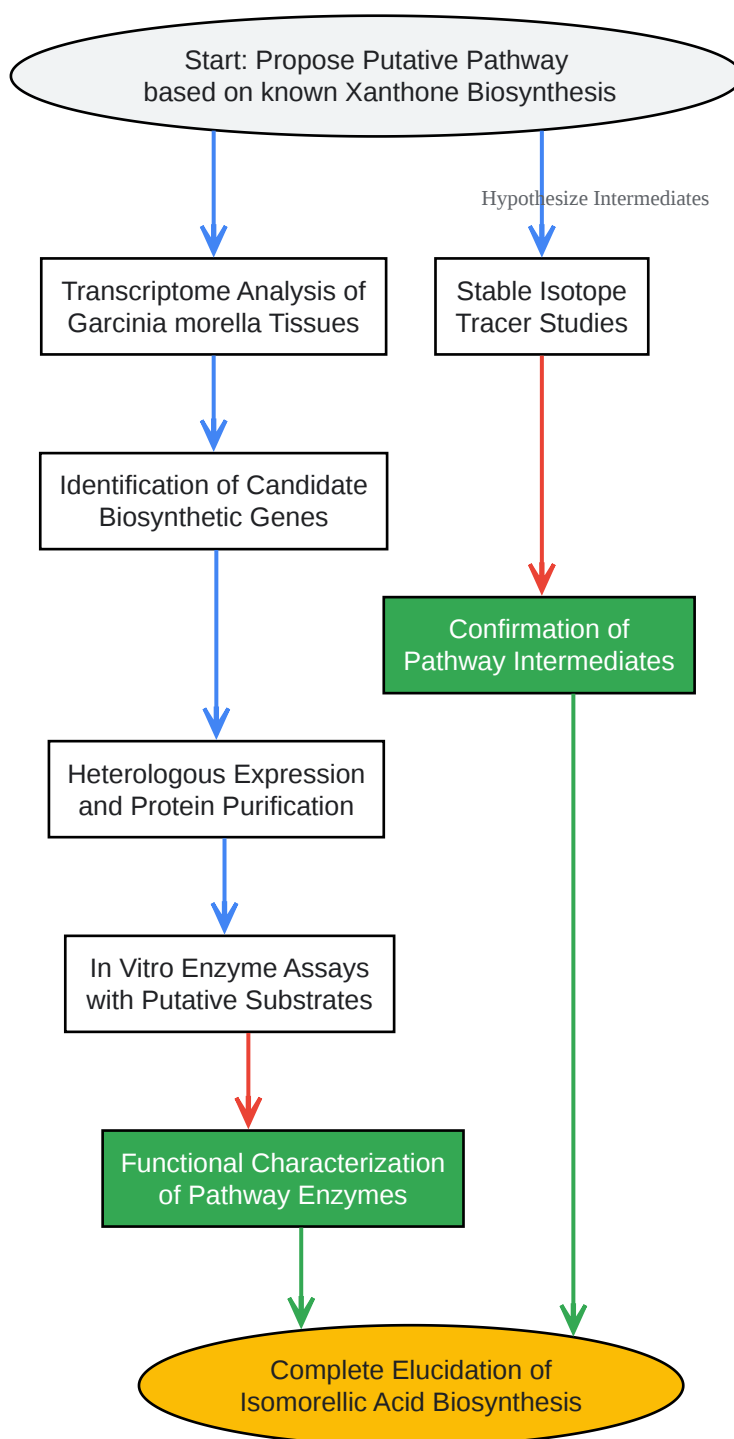 Start: Propose Putative Pathway
based on known Xanthone Biosynthesis
Hypothesize Intermediates
Transcriptome Analysis of
Garcinia morella Tissues
Stable Isotope
Tracer Studies
Identification of Candidate
Biosynthetic Genes
Confirmation of
Pathway Intermediates
Heterologous Expression
and Protein Purification
In Vitro Enzyme Assays
with Putative Substrates
Functional Characterization
of Pathway Enzymes
Complete Elucidation of
Isomorellic Acid Biosynthesis